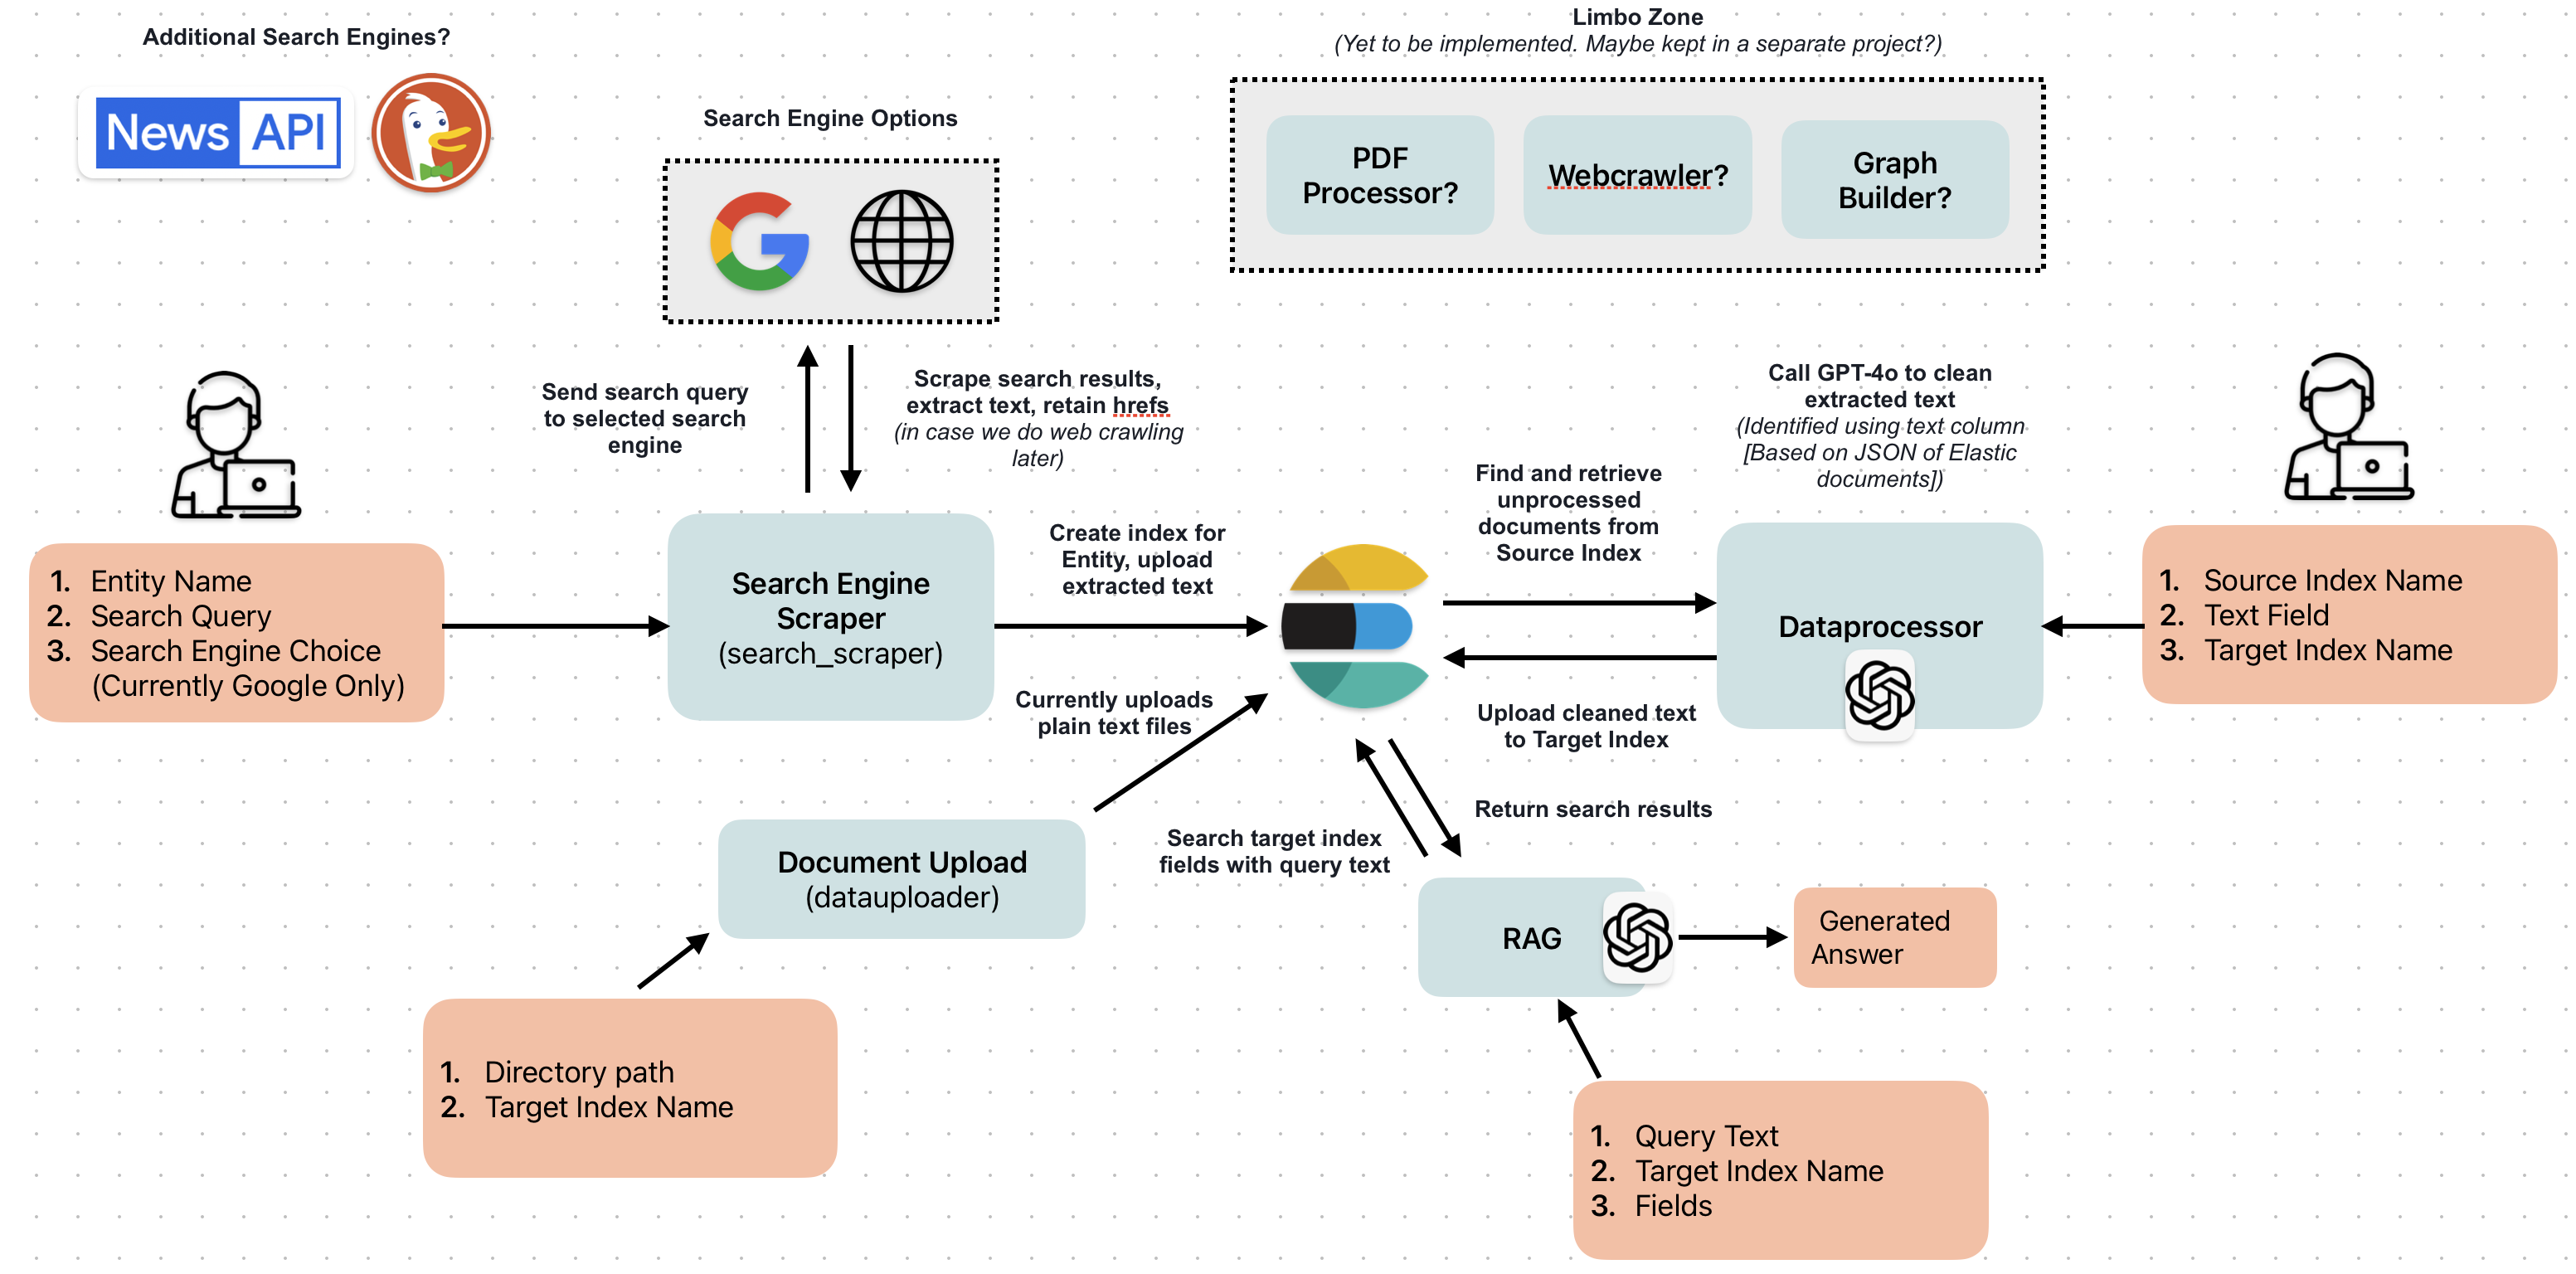 Additional Search Engines?
News API
Search Engine Options
Limbo Zone
(Yet to be implemented. Maybe kept in a separate project?)
PDF
Processor?
Webcrawler?
Graph
Builder?
Send search query
to selected search
engine
Scrape search results,
extract text, retain hrefs
(in case we do web crawling
later)
Call GPT-4o to clean
extracted text
(Identified using text column
[Based on JSON of Elastic
documents])
1. Entity Name
2. Search Query
3. Search Engine Choice
(Currently Google Only)
Search Engine
Scraper
(search_scraper)
Create index for
Entity, upload
extracted text
Find and retrieve
unprocessed
documents from
Source Index
Dataprocessor
1. Source Index Name
2. Text Field
3. Target Index Name
Currently uploads
plain text files
Upload cleaned text
to Target Index
Document Upload
(datauploader)
Search target index
fields with query text
Return search results
RAG
Generated
Answer
1. Directory path
2. Target Index Name
1. Query Text
2. Target Index Name
3. Fields